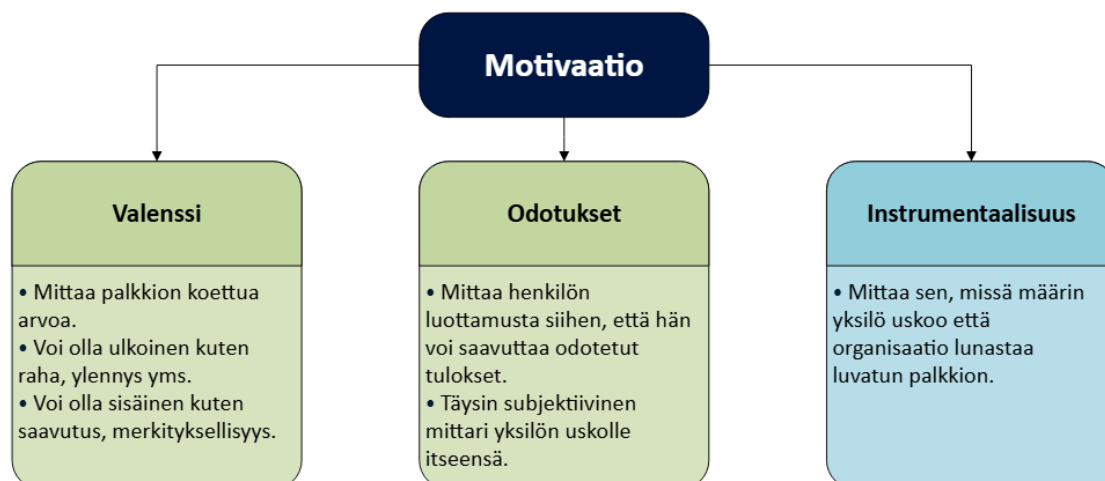 Motivaatio
Valenssi
• Mittaa palkkion koettua
arvoa.
• Voi olla ulkoinen kuten
raha, ylennys yms.
• Voi olla sisäinen kuten
saavutus, merkityksellisyys.
Odotukset
• Mittaa henkilön
luottamusta siihen, että hän
voi saavuttaa odotetut
tulokset.
• Täysin subjektiivinen
mittari yksilön uskolle
itseensä.
Instrumentaalisuus
• Mittaa sen, missä määrin
yksilö uskoo että
organisaatio lunastaa
luvatun palkkion.